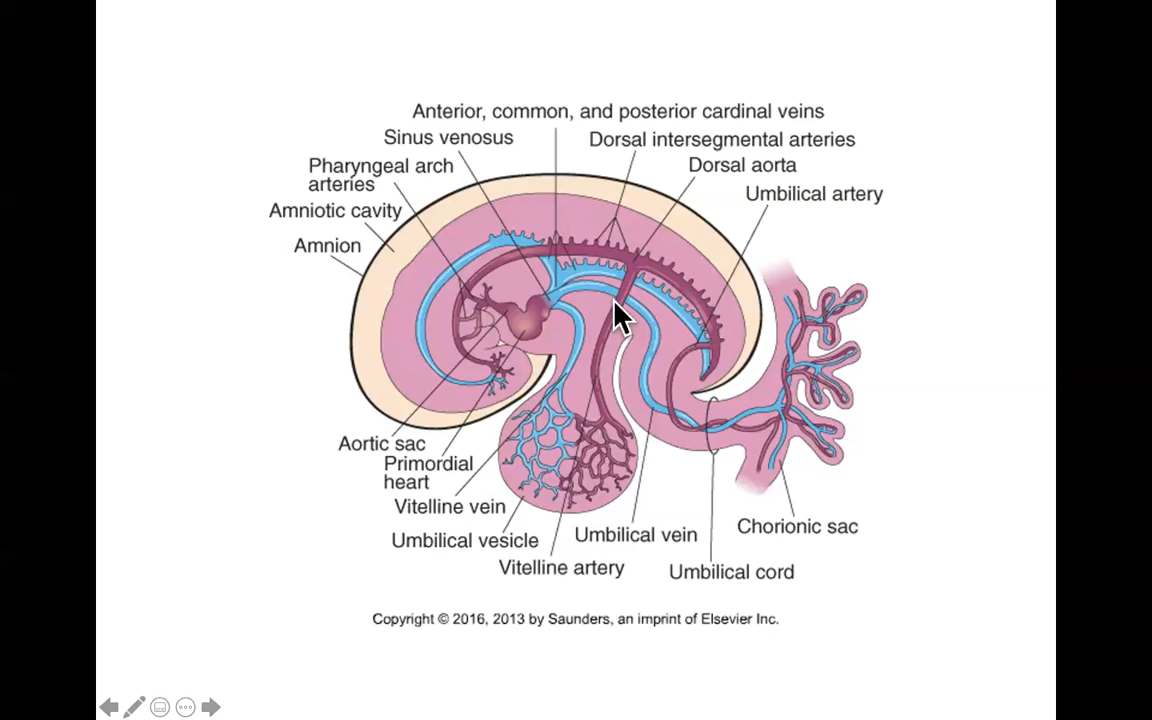 Anterior, common, and posterior cardinal veins
Sinus venosus
Dorsal intersegmental arteries
Pharyngeal arch
arteries
Dorsal aorta
Umbilical artery
Amniotic cavity
Amnion
Aortic sac
Primordial
heart
Vitelline vein
Umbilical vesicle
Vitelline artery
Umbilical vein
Umbilical cord
Chorionic sac
Copyright © 2016, 2013 by Saunders, an imprint of Elsevier Inc.